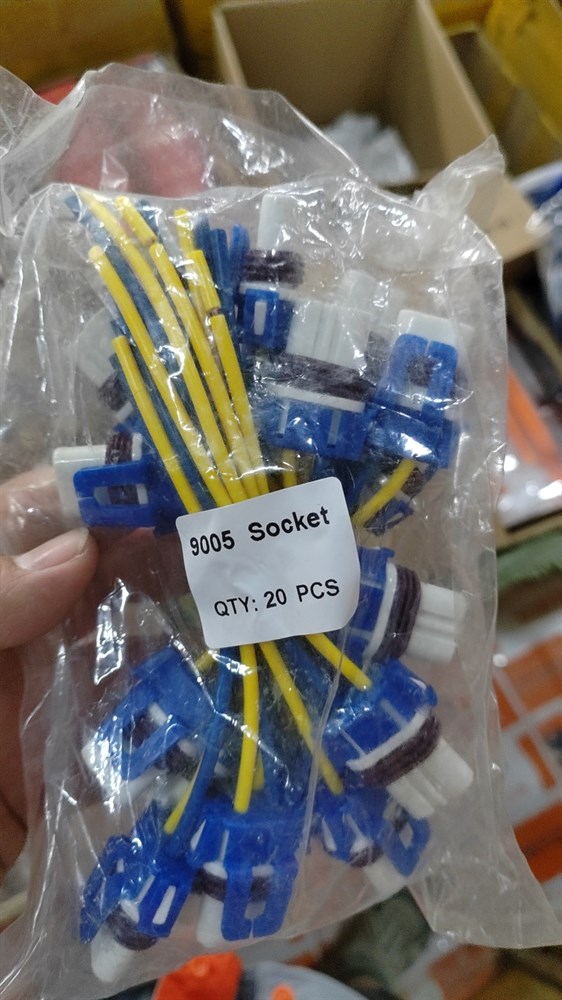 9005 Socket
QTY: 20 PCS